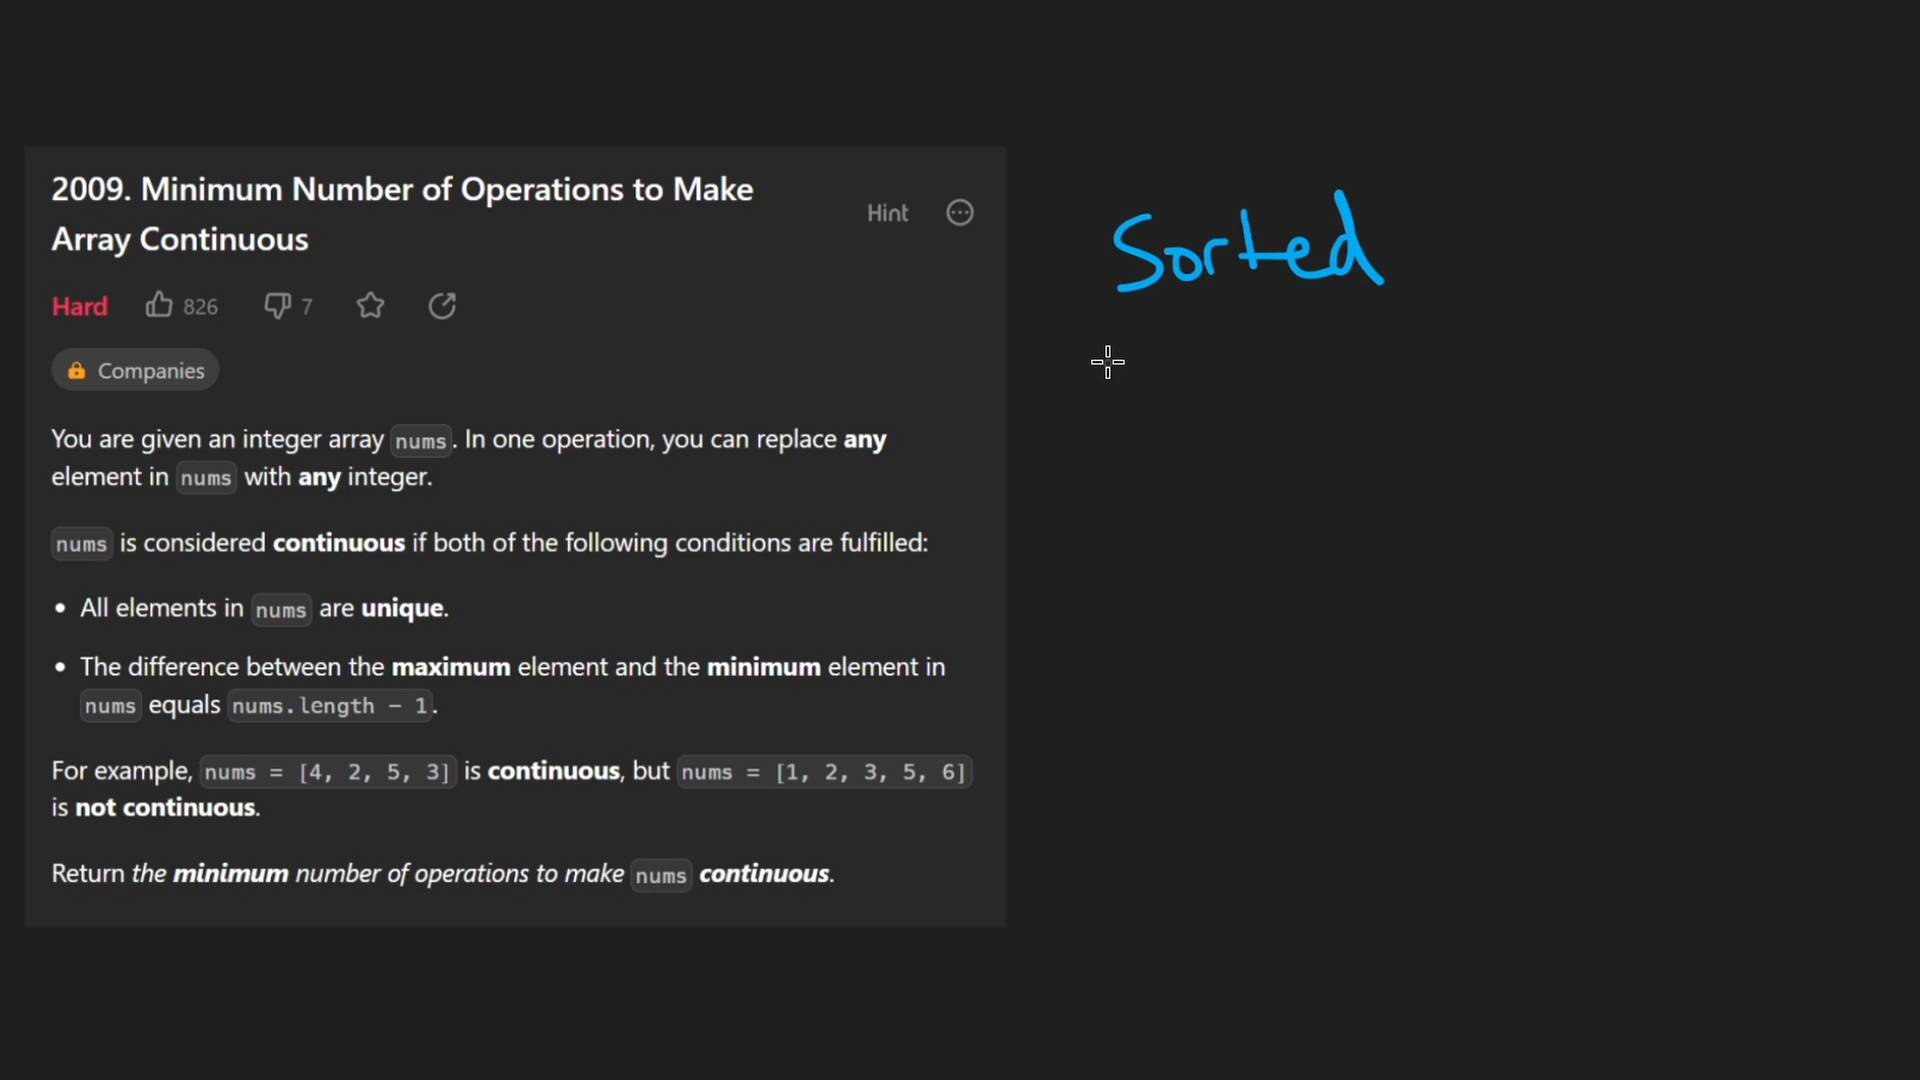 2009. Minimum Number of Operations to Make
Array Continuous
Hint
Hard 826 7
Companies
You are given an integer array nums. In one operation, you can replace any
element in nums with any integer.
nums is considered continuous if both of the following conditions are fulfilled:
• All elements in nums are unique.
• The difference between the maximum element and the minimum element in
nums equals nums.length - 1.
For example, nums = [4, 2, 5, 3] is continuous, but nums = [1, 2, 3, 5, 6]
is not continuous.
Return the minimum number of operations to make nums continuous.
Sorted